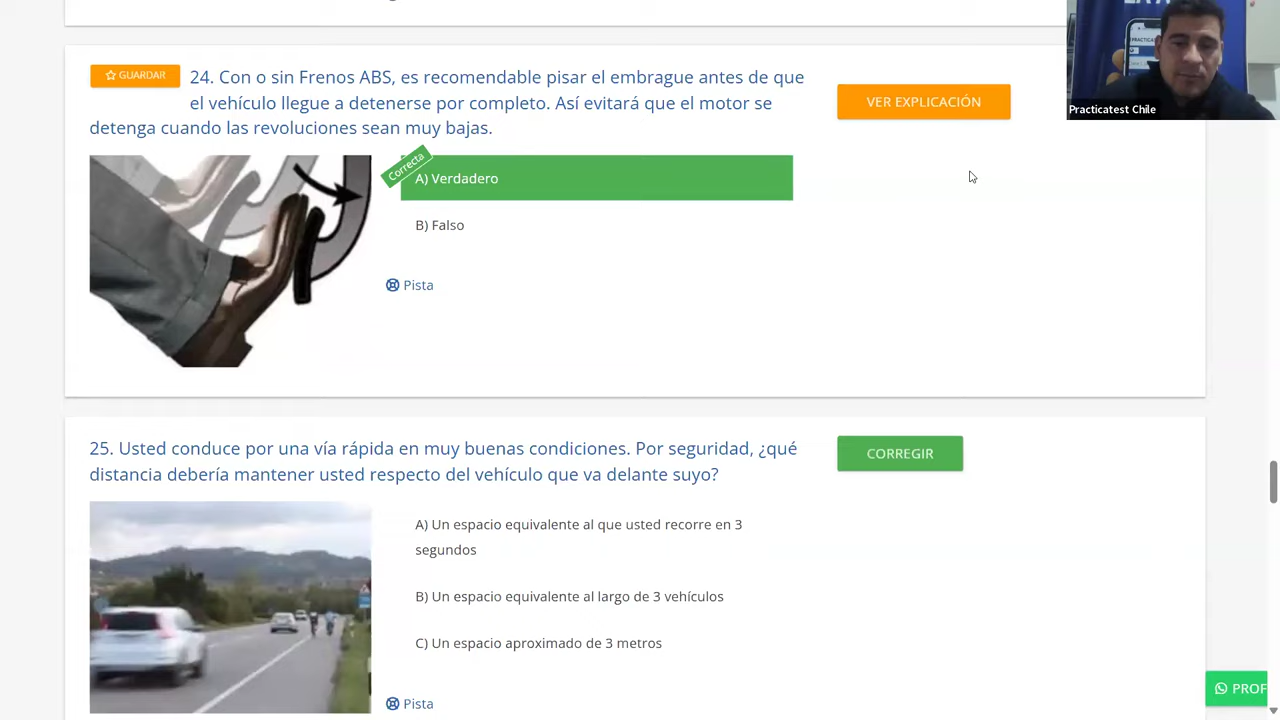 GUARDAR
24. Con o sin Frenos ABS, es recomendable pisar el embrague antes de que
el vehículo llegue a detenerse por completo. Así evitará que el motor se
detenga cuando las revoluciones sean muy bajas.
VER EXPLICACIÓN
Practicatest Chile
Correcta
A) Verdadero
B) Falso
Pista
25. Usted conduce por una vía rápida en muy buenas condiciones. Por seguridad, ¿qué
distancia debería mantener usted respecto del vehículo que va delante suyo?
CORREGIR
A) Un espacio equivalente al que usted recorre en 3
segundos
B) Un espacio equivalente al largo de 3 vehículos
C) Un espacio aproximado de 3 metros
Pista
PROF